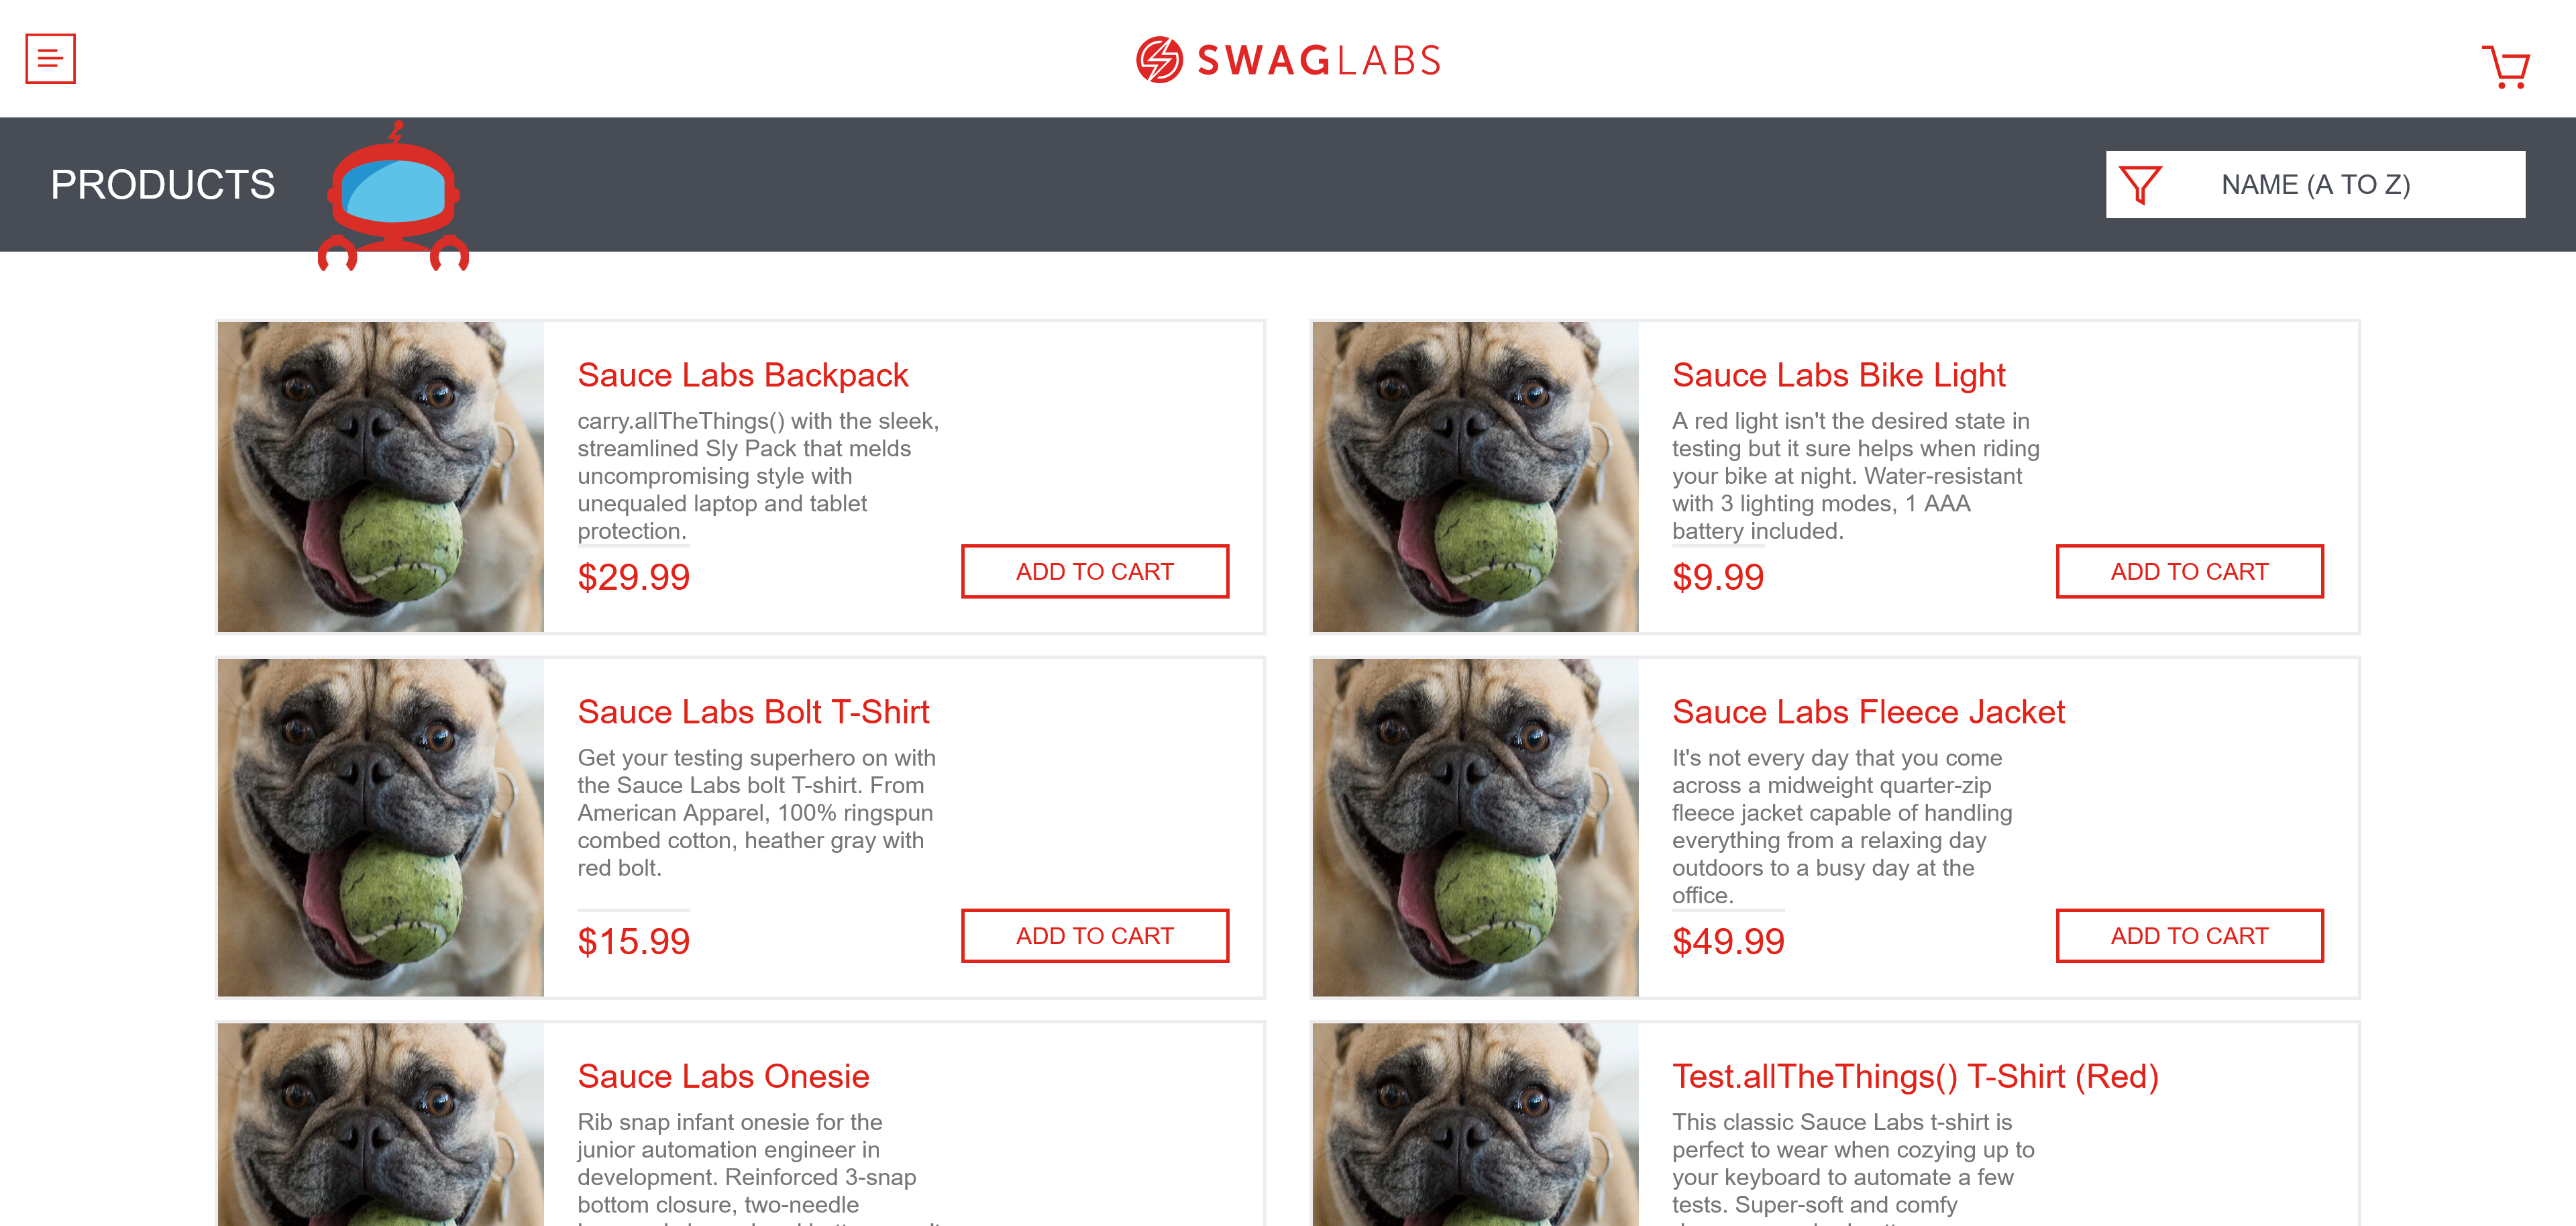 SWAGLABS
PRODUCTS
NAME (A TO Z)
Sauce Labs Backpack
carry.allTheThings() with the sleek,
streamlined Sly Pack that melds
uncompromising style with
unequaled laptop and tablet
protection.
$29.99
ADD TO CART
Sauce Labs Bike Light
A red light isn't the desired state in
testing but it sure helps when riding
your bike at night. Water-resistant
with 3 lighting modes, 1 AAA
battery included.
$9.99
ADD TO CART
Sauce Labs Bolt T-Shirt
Get your testing superhero on with
the Sauce Labs bolt T-shirt. From
American Apparel, 100% ringspun
combed cotton, heather gray with
red bolt.
$15.99
ADD TO CART
Sauce Labs Fleece Jacket
It's not every day that you come
across a midweight quarter-zip
fleece jacket capable of handling
everything from a relaxing day
outdoors to a busy day at the
office.
$49.99
ADD TO CART
Sauce Labs Onesie
Rib snap infant onesie for the
junior automation engineer in
development. Reinforced 3-snap
bottom closure, two-needle
Test.allTheThings() T-Shirt (Red)
This classic Sauce Labs t-shirt is
perfect to wear when cozying up to
your keyboard to automate a few
tests. Super-soft and comfy